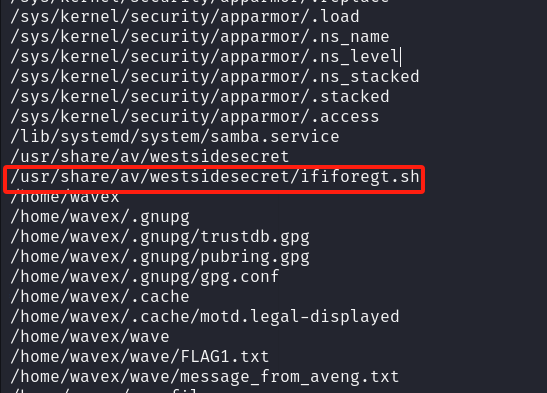 /sys/kernel/security/apparmor/.replace
/sys/kernel/security/apparmor/.load
/sys/kernel/security/apparmor/.ns_name
/sys/kernel/security/apparmor/.ns_level
/sys/kernel/security/apparmor/.ns_stacked
/sys/kernel/security/apparmor/.stacked
/sys/kernel/security/apparmor/.access
/lib/systemd/system/samba.service
/usr/share/av/westsidesecret
/usr/share/av/westsidesecret/ififoregt.sh
/home/wavex
/home/wavex/.gnupg
/home/wavex/.gnupg/trustdb.gpg
/home/wavex/.gnupg/pubring.gpg
/home/wavex/.gnupg/gpg.conf
/home/wavex/.cache
/home/wavex/.cache/motd.legal-displayed
/home/wavex/wave
/home/wavex/wave/FLAG1.txt
/home/wavex/wave/message_from_aveng.txt